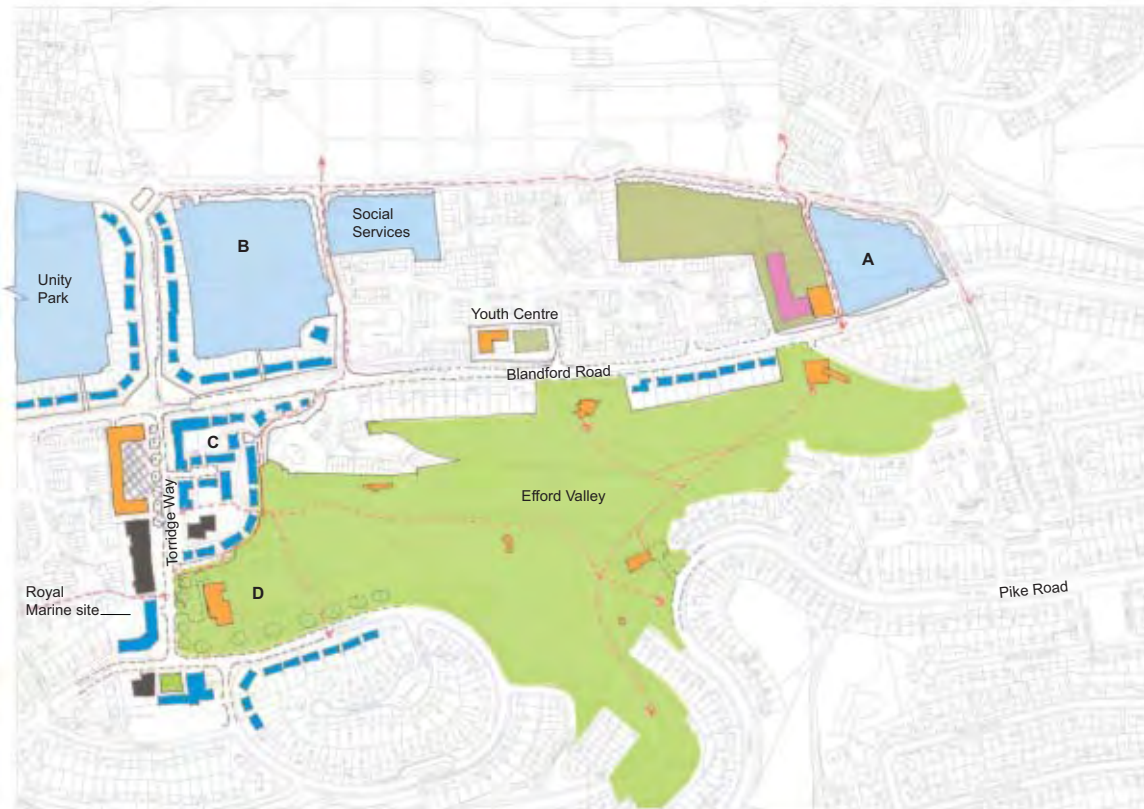 B
Social
Services
A
Unity
Park
Youth Centre
Blandford Road
C
Efford Valley
Torridge Way
D
Royal
Marine site
Pike Road